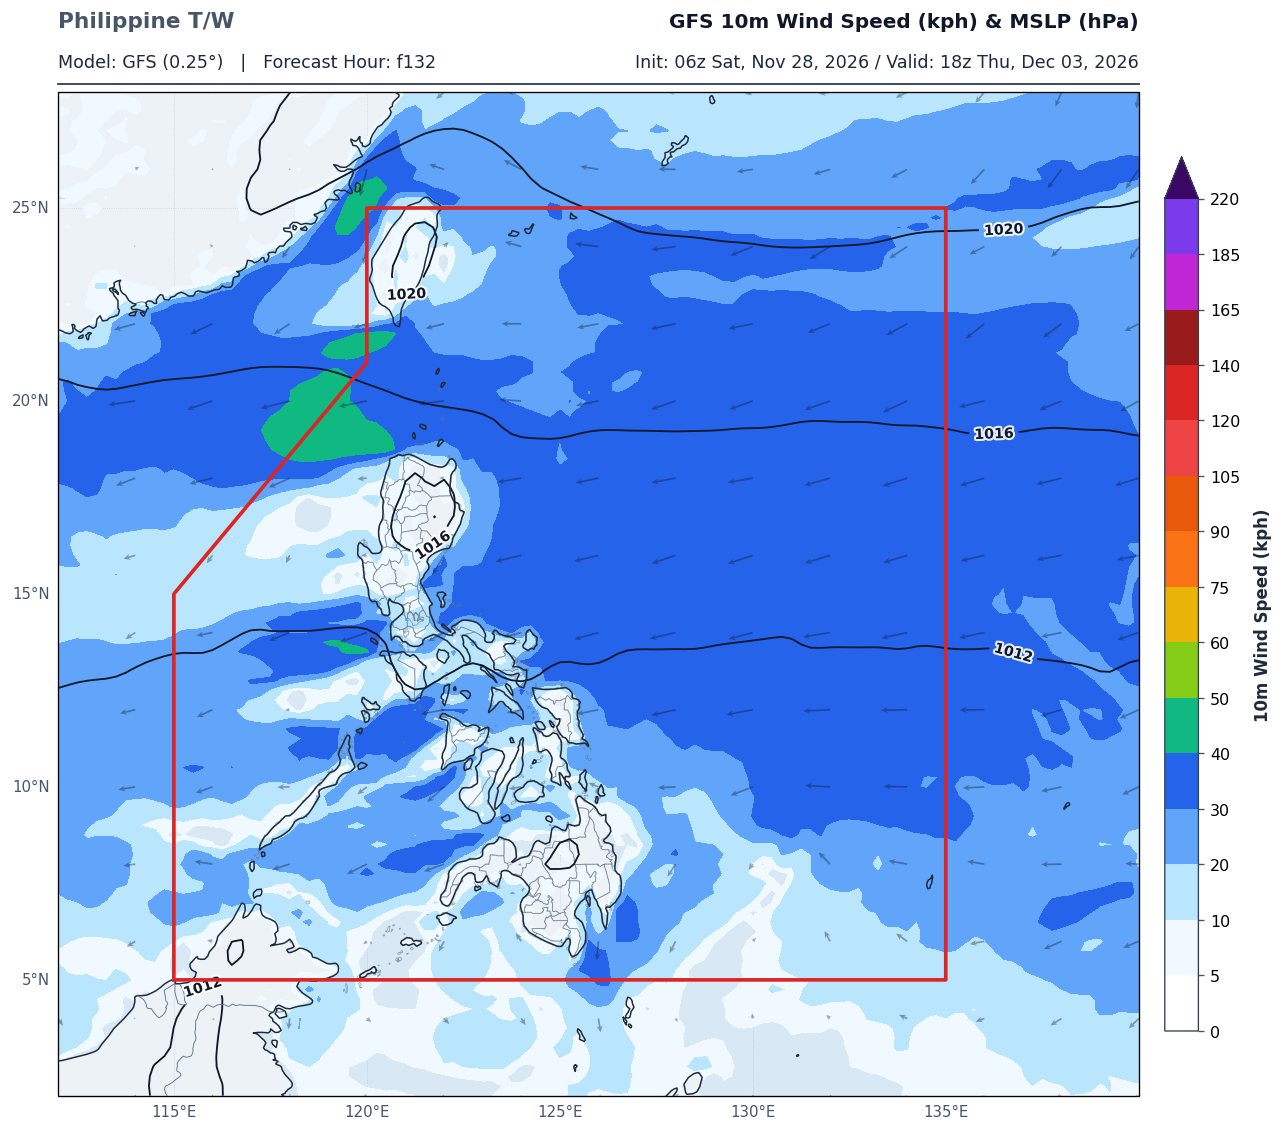 Philippine T/W
GFS 10m Wind Speed (kph) & MSLP (hPa)
Model: GFS (0.25°) | Forecast Hour: f132
Init: 06z Sat, Nov 28, 2026 / Valid: 18z Thu, Dec 03, 2026
25°N
20°N
15°N
10°N
5°N
115°E
120°E
125°E
130°E
135°E
1020
1020
1016
1016
1012
1012
220
185
165
140
120
105
90
75
60
50
40
30
20
10
5
0
10m Wind Speed (kph)